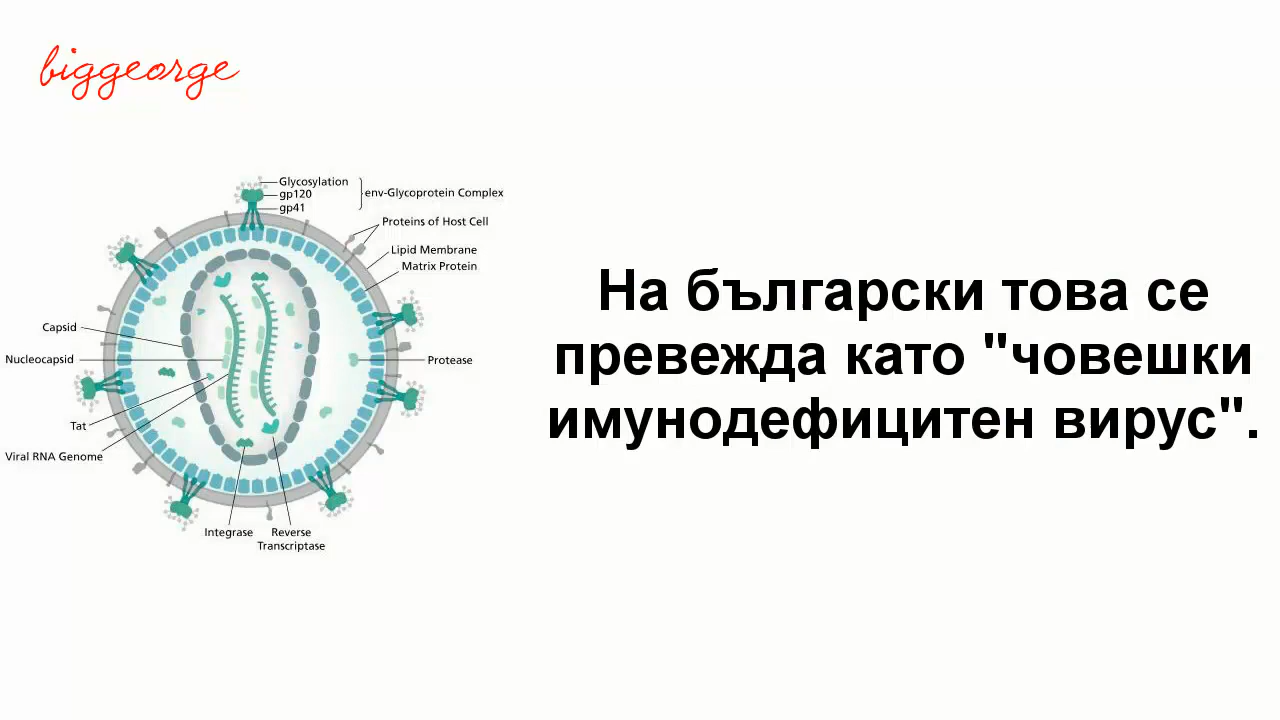 biggeorge
Glycosylation
gp120
gp41
env-Glycoprotein Complex
Proteins of Host Cell
Lipid Membrane
Matrix Protein
Capsid
Nucleocapsid
Protease
Tat
Viral RNA Genome
Integrase
Reverse
Transcriptase
На български това се
превежда като "човешки
имунодефицитен вирус".